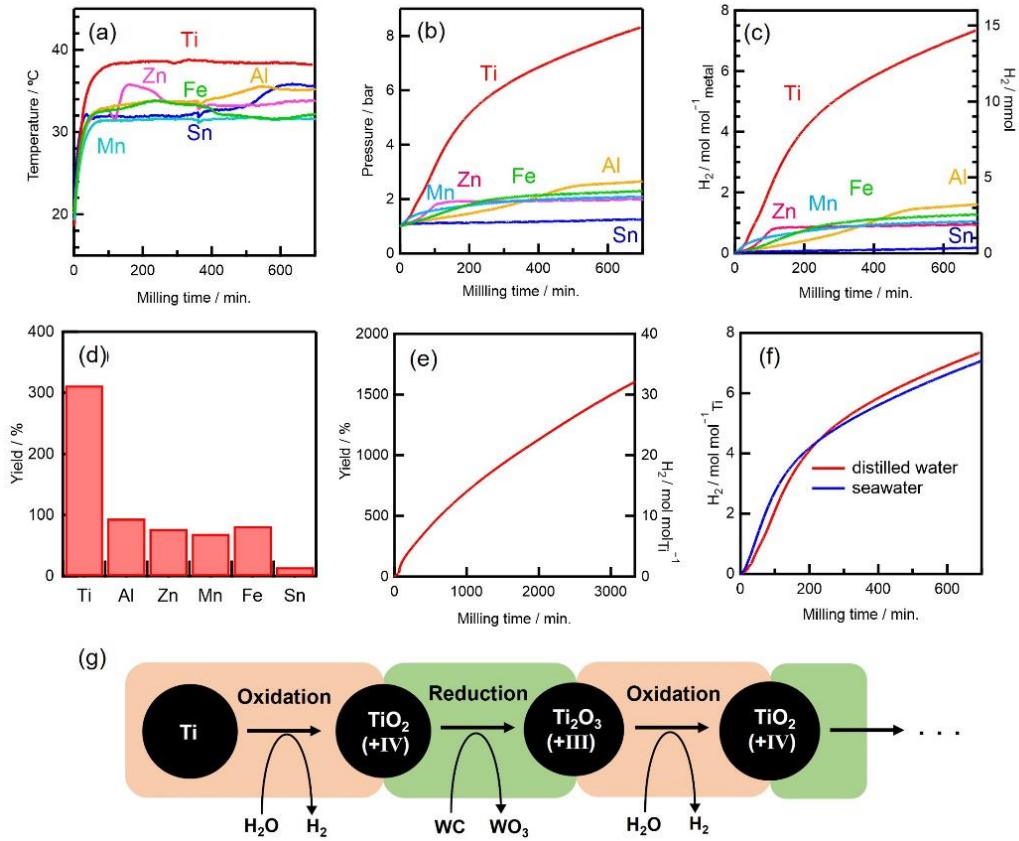 (a)
Ti
Zn
Al
Fe
Sn
Mn
Temperature / ºC
40
30
20
0
200
400
600
Milling time / min.
(b)
Ti
Al
Fe
Zn
Mn
Sn
Pressure / bar
8
6
4
2
0
0
200
400
600
Millling time / min.
(c)
Ti
Al
Fe
Mn
Zn
Sn
H2 / mol mol−1 metal
8
6
4
2
0
H2 / mmol
15
10
5
0
0
200
400
600
Milling time / min.
(d)
Yield / %
400
300
200
100
0
Ti Al Zn Mn Fe Sn
(e)
Yield / %
2000
1500
1000
500
0
H2 / mol molTi−1
40
30
20
10
0
0
1000
2000
3000
Milling time / min.
(f)
H2 / mol mol−1Ti
8
6
4
2
0
distilled water
seawater
0
200
400
600
Milling time / min.
(g)
Oxidation Reduction Oxidation
Ti
TiO2
(+IV)
Ti2O3
(+III)
TiO2
(+IV)
. . .
H2O H2 WC WO3 H2O H2